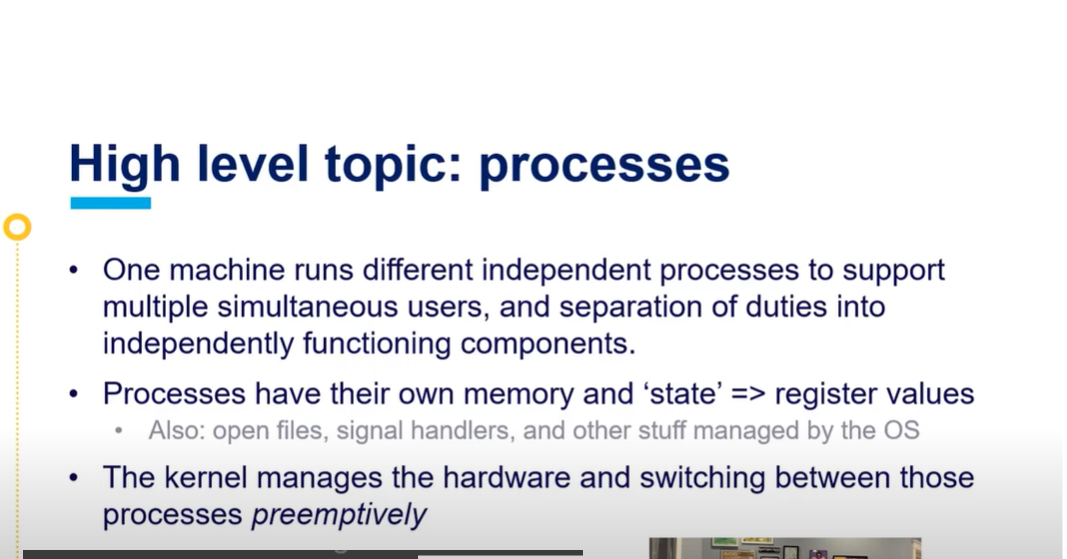 High level topic: processes
• One machine runs different independent processes to support
multiple simultaneous users, and separation of duties into
independently functioning components.
• Processes have their own memory and ‘state’ => register values
• Also: open files, signal handlers, and other stuff managed by the OS
• The kernel manages the hardware and switching between those
processes preemptively